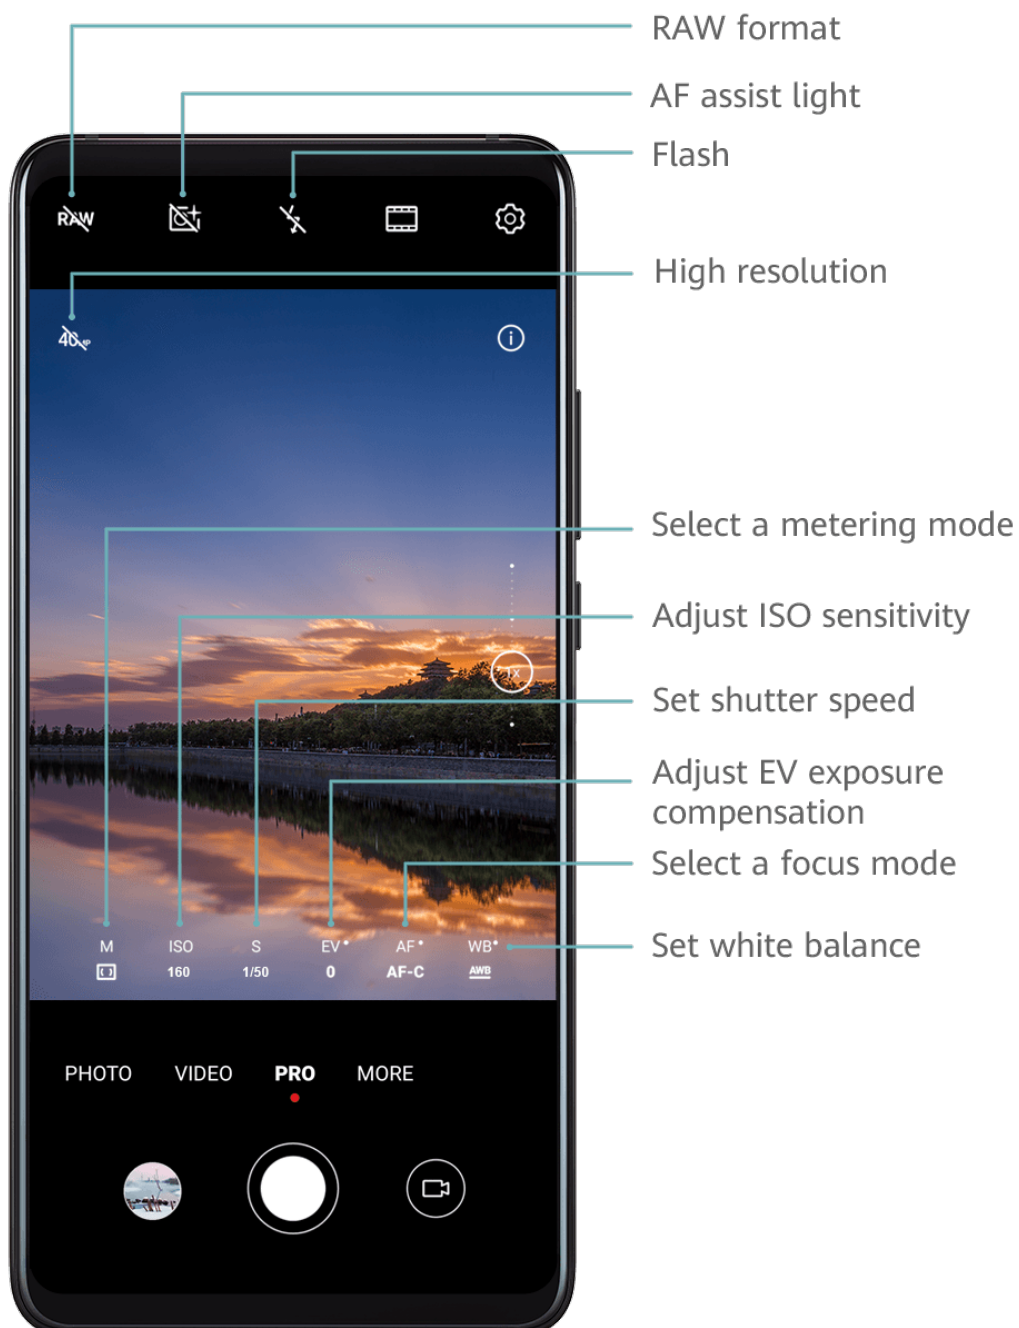 RAW format
AF assist light
Flash
RAW
High resolution
40MP
Select a metering mode
Adjust ISO sensitivity
1X
Set shutter speed
Adjust EV exposure
compensation
Select a focus mode
M ISO S EV AF WB
Set white balance
160 1/50 0 AF-C AWB
PHOTO VIDEO PRO MORE